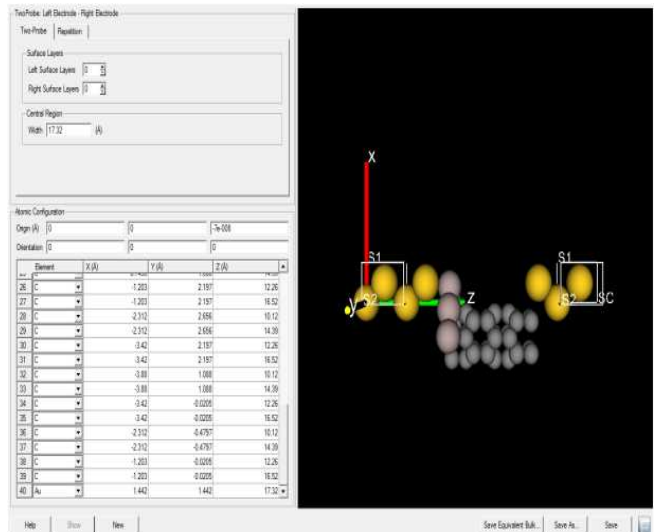 TwoProbe: Left Electrode - Right Electrode
Two-Probe Repetition
Surface Layers
Left Surface Layers 0
Right Surface Layers 0
Central Region
Width 17.32 (Å)
Atomic Configuration
Origin (Å) 0 0 -7e-008
Orientation 0 0 0
Element X (Å) Y (Å) Z (Å)
26 C -1.203 2.197 12.26
27 C -1.203 2.197 16.52
28 C -2.312 2.656 10.12
29 C -2.312 2.656 14.39
30 C -3.42 2.197 12.26
31 C -3.42 2.197 16.52
32 C -3.88 1.088 10.12
33 C -3.88 1.088 14.39
34 C -3.42 -0.0205 12.26
35 C -3.42 -0.0205 16.52
36 C -2.312 -0.4797 10.12
37 C -2.312 -0.4797 14.39
38 C -1.203 -0.0205 12.26
39 C -1.203 -0.0205 16.52
40 Au 1.442 1.442 17.32
Help Show New
X
S1 S1
y S2 Z S2 SC
Save Equivalent Bulk... Save As... Save